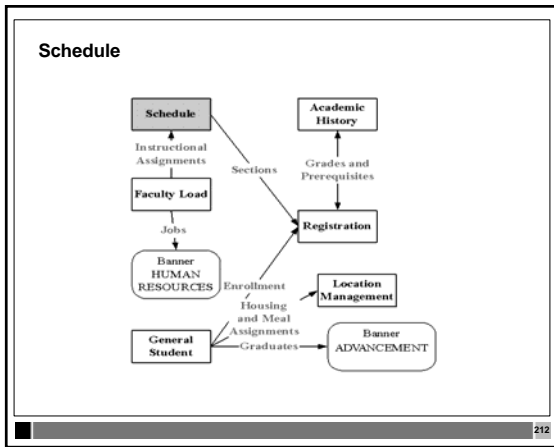 Schedule
Schedule
Academic
History
Instructional
Assignments
Sections
Grades and
Prerequisites
Faculty Load
Registration
Jobs
Banner
HUMAN
RESOURCES
Enrollment
Location
Management
Housing
and Meal
Assignments
General
Student
Graduates
Banner
ADVANCEMENT
212